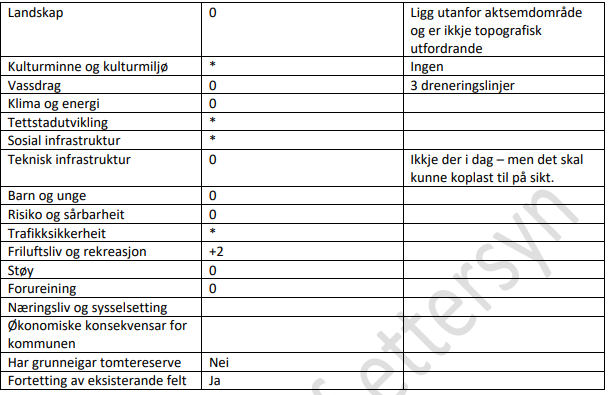 Landskap 0 Ligg utanfor aktsemdområde
og er ikkje topografisk
utfordrande
Kulturminne og kulturmiljø * Ingen
Vassdrag 0 3 dreneringslinjer
Klima og energi 0
Tettstadutvikling *
Sosial infrastruktur *
Teknisk infrastruktur 0 Ikkje der i dag – men det skal
kunne koplast til på sikt.
Barn og unge 0
Risiko og sårbarheit 0
Trafikksikkerheit *
Friluftsliv og rekreasjon +2
Støy 0
Forureining 0
Næringsliv og sysselsetting
Økonomiske konsekvensar for
kommunen
Har grunneigar tomtereserve Nei
Fortetting av eksisterande felt Ja
ettersyn